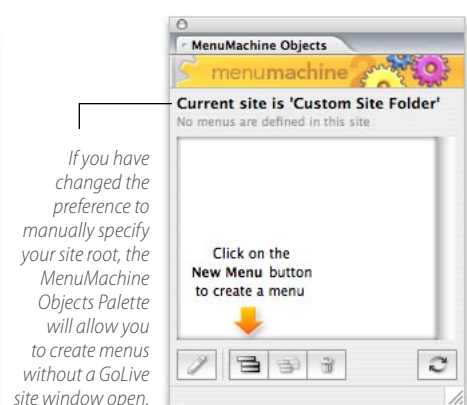 MenuMachine Objects
menumachine 2
Current site is 'Custom Site Folder'
No menus are defined in this site
Click on the
New Menu button
to create a menu
If you have
changed the
preference to
manually specify
your site root, the
MenuMachine
Objects Palette
will allow you
to create menus
without a GoLive
site window open.